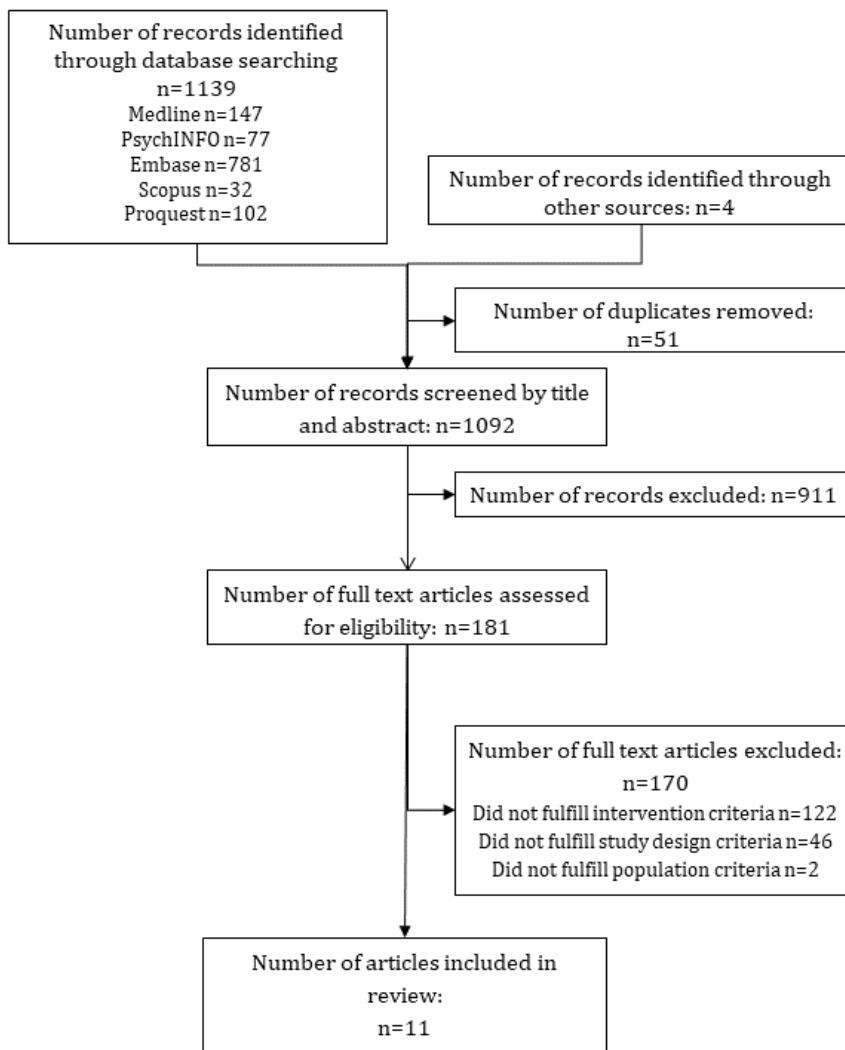 Number of records identified
through database searching
n=1139
Medline n=147
PsychINFO n=77
Embase n=781
Scopus n=32
Proquest n=102
Number of records identified through
other sources: n=4
Number of duplicates removed:
n=51
Number of records screened by title
and abstract: n=1092
Number of records excluded: n=911
Number of full text articles assessed
for eligibility: n=181
Number of full text articles excluded:
n=170
Did not fulfill intervention criteria n=122
Did not fulfill study design criteria n=46
Did not fulfill population criteria n=2
Number of articles included in
review:
n=11